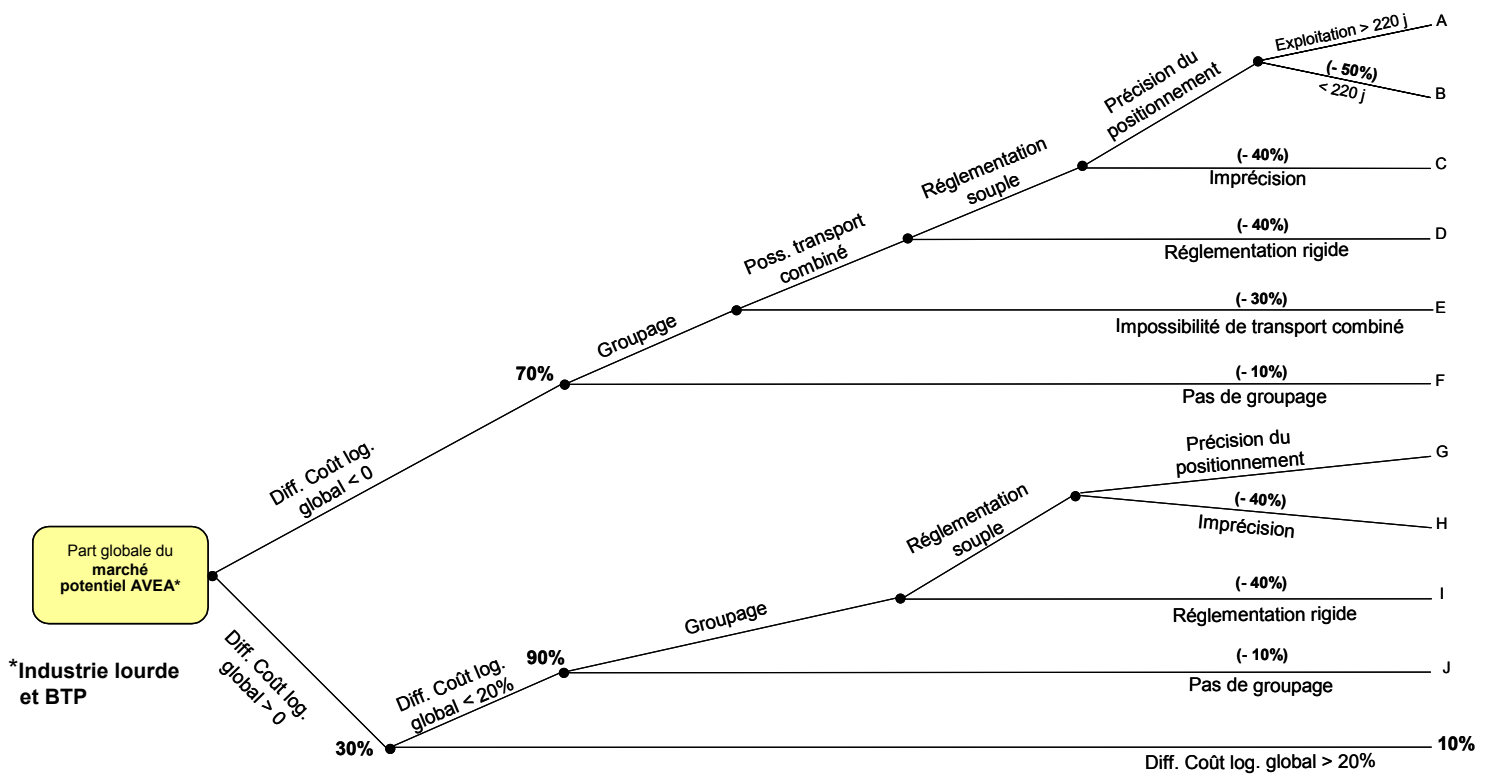 Exploitation > 220 j
A
(- 50%)
< 220 j
B
Précision du
positionnement
(- 40%)
Imprécision
C
Réglementation
souple
(- 40%)
Réglementation rigide
D
Poss. transport
combiné
(- 30%)
Impossibilité de transport combiné
E
Groupage
70%
(- 10%)
Pas de groupage
F
Diff. Coût log.
global < 0
Précision du
positionnement
G
(- 40%)
Imprécision
H
Réglementation
souple
(- 40%)
Réglementation rigide
I
Groupage
90%
(- 10%)
Pas de groupage
J
Part globale du
marché
potentiel AVEA*
*Industrie lourde
et BTP
Diff. Coût log.
global > 0
Diff. Coût log.
global < 20%
30%
10%
Diff. Coût log. global > 20%